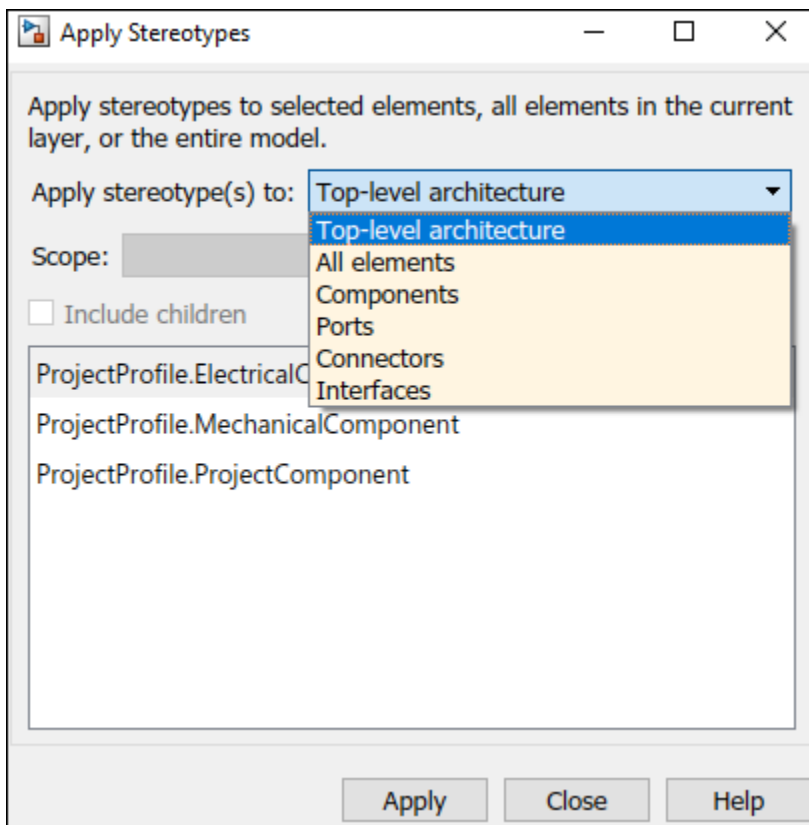 Apply Stereotypes
Apply stereotypes to selected elements, all elements in the current
layer, or the entire model.
Apply stereotype(s) to: Top-level architecture
Top-level architecture
Scope:
All elements
Components
Include children
Ports
Connectors
Interfaces
ProjectProfile.ElectricalC
ProjectProfile.MechanicalComponent
ProjectProfile.ProjectComponent
Apply Close Help